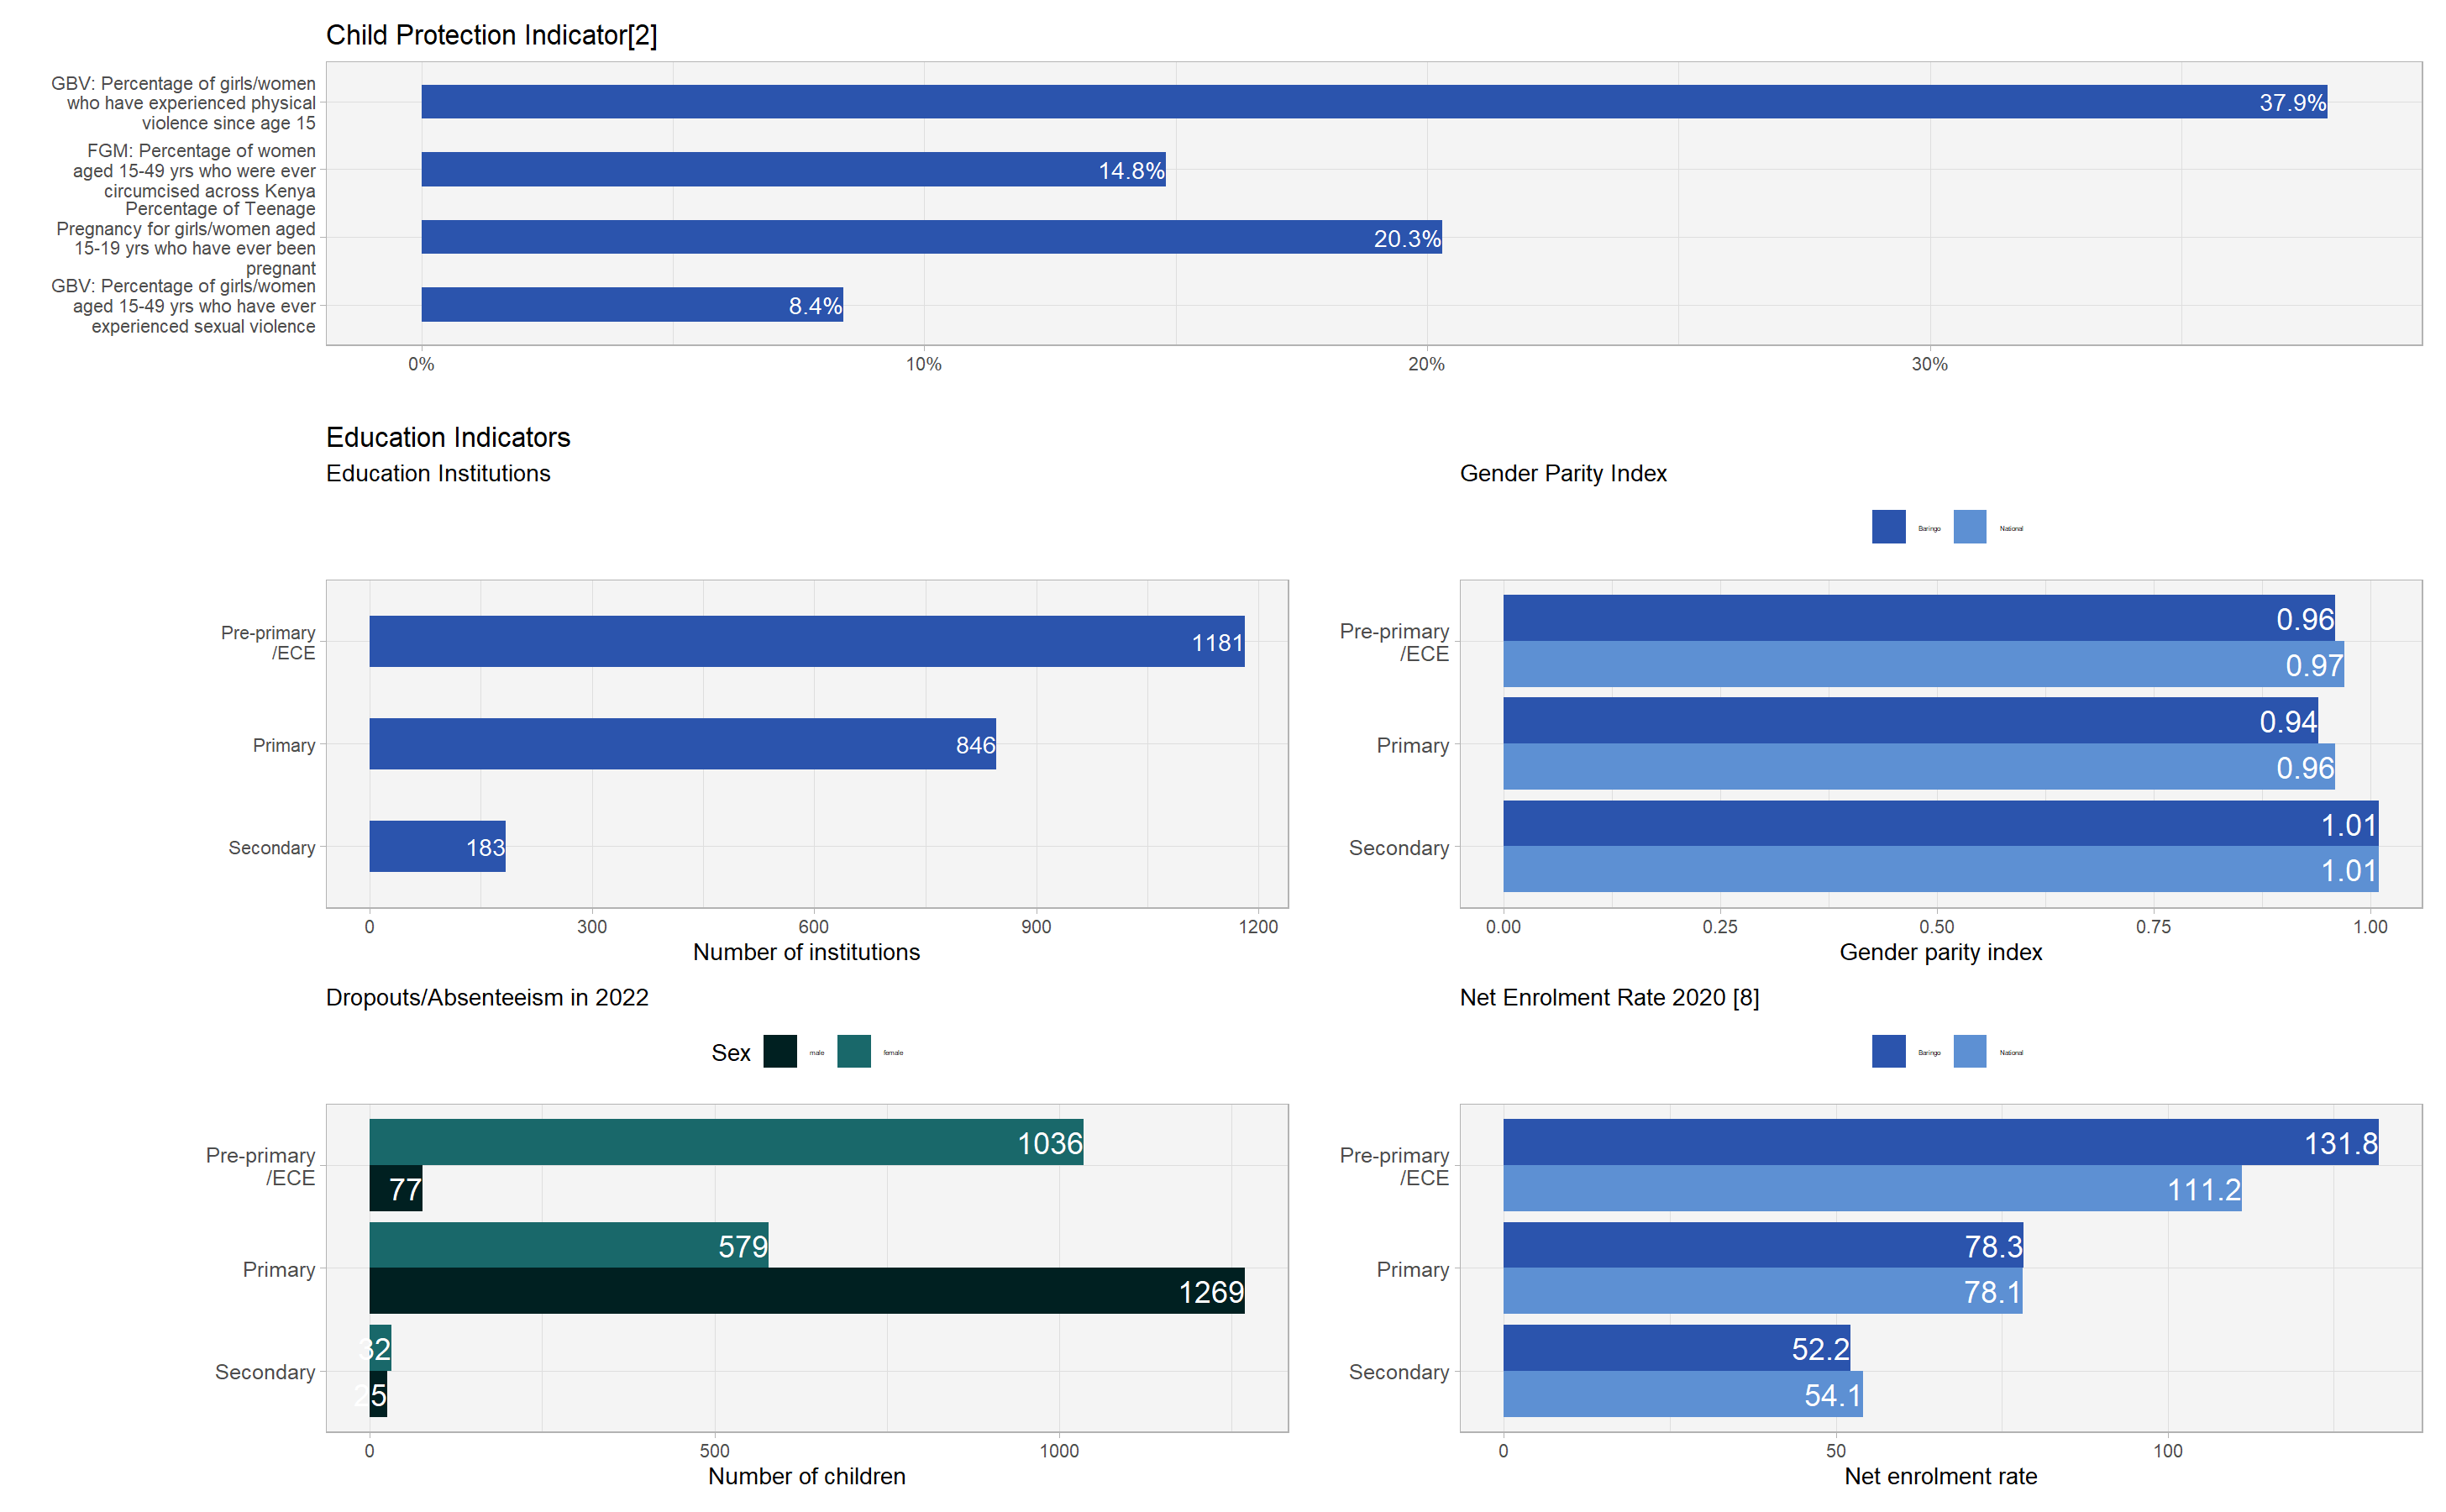 Child Protection Indicator[2]
GBV: Percentage of girls/women
who have experienced physical
violence since age 15
37.9%
FGM: Percentage of women
aged 15-49 yrs who were ever
circumcised across Kenya
14.8%
Percentage of Teenage
Pregnancy for girls/women aged
15-19 yrs who have ever been
pregnant
20.3%
GBV: Percentage of girls/women
aged 15-49 yrs who have ever
experienced sexual violence
8.4%
0% 10% 20% 30%
Education Indicators
Education Institutions
Pre-primary
/ECE
1181
Primary
846
Secondary
183
0 300 600 900 1200
Number of institutions
Gender Parity Index
Baringo National
Pre-primary
/ECE
0.96
0.97
Primary
0.94
0.96
Secondary
1.01
1.01
0.00 0.25 0.50 0.75 1.00
Gender parity index
Dropouts/Absenteeism in 2022
Sex male female
Pre-primary
/ECE
1036
77
Primary
579
1269
Secondary
32
25
0 500 1000
Number of children
Net Enrolment Rate 2020 [8]
Baringo National
Pre-primary
/ECE
131.8
111.2
Primary
78.3
78.1
Secondary
52.2
54.1
0 50 100
Net enrolment rate